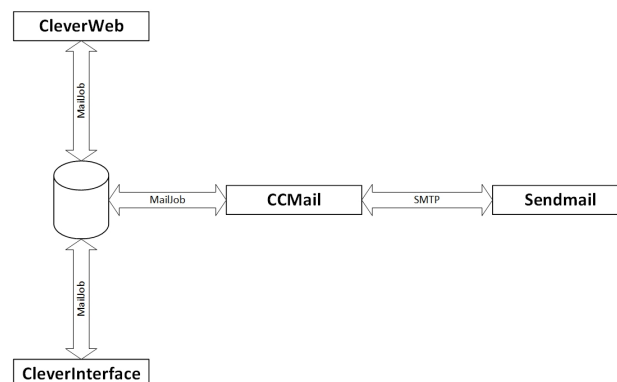 CleverWeb
MailJob
MailJob
CCMail
SMTP
Sendmail
MailJob
CleverInterface